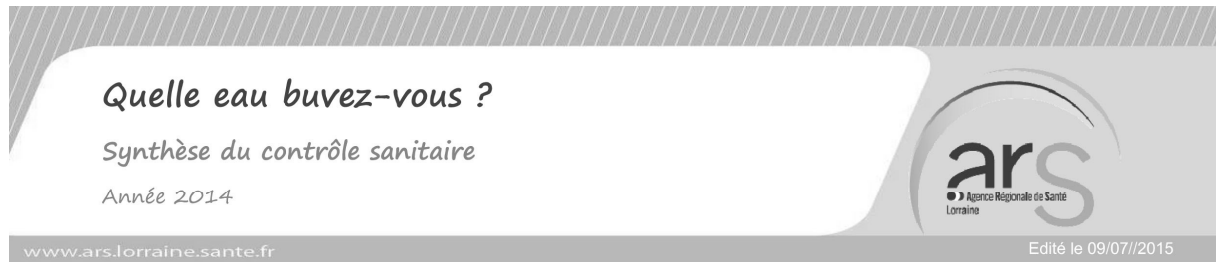 Quelle eau buvez-vous ?
Synthèse du contrôle sanitaire
Année 2014
ars
Agence Régionale de Santé
Lorraine
www.ars.lorraine.sante.fr
Edité le 09/07//2015